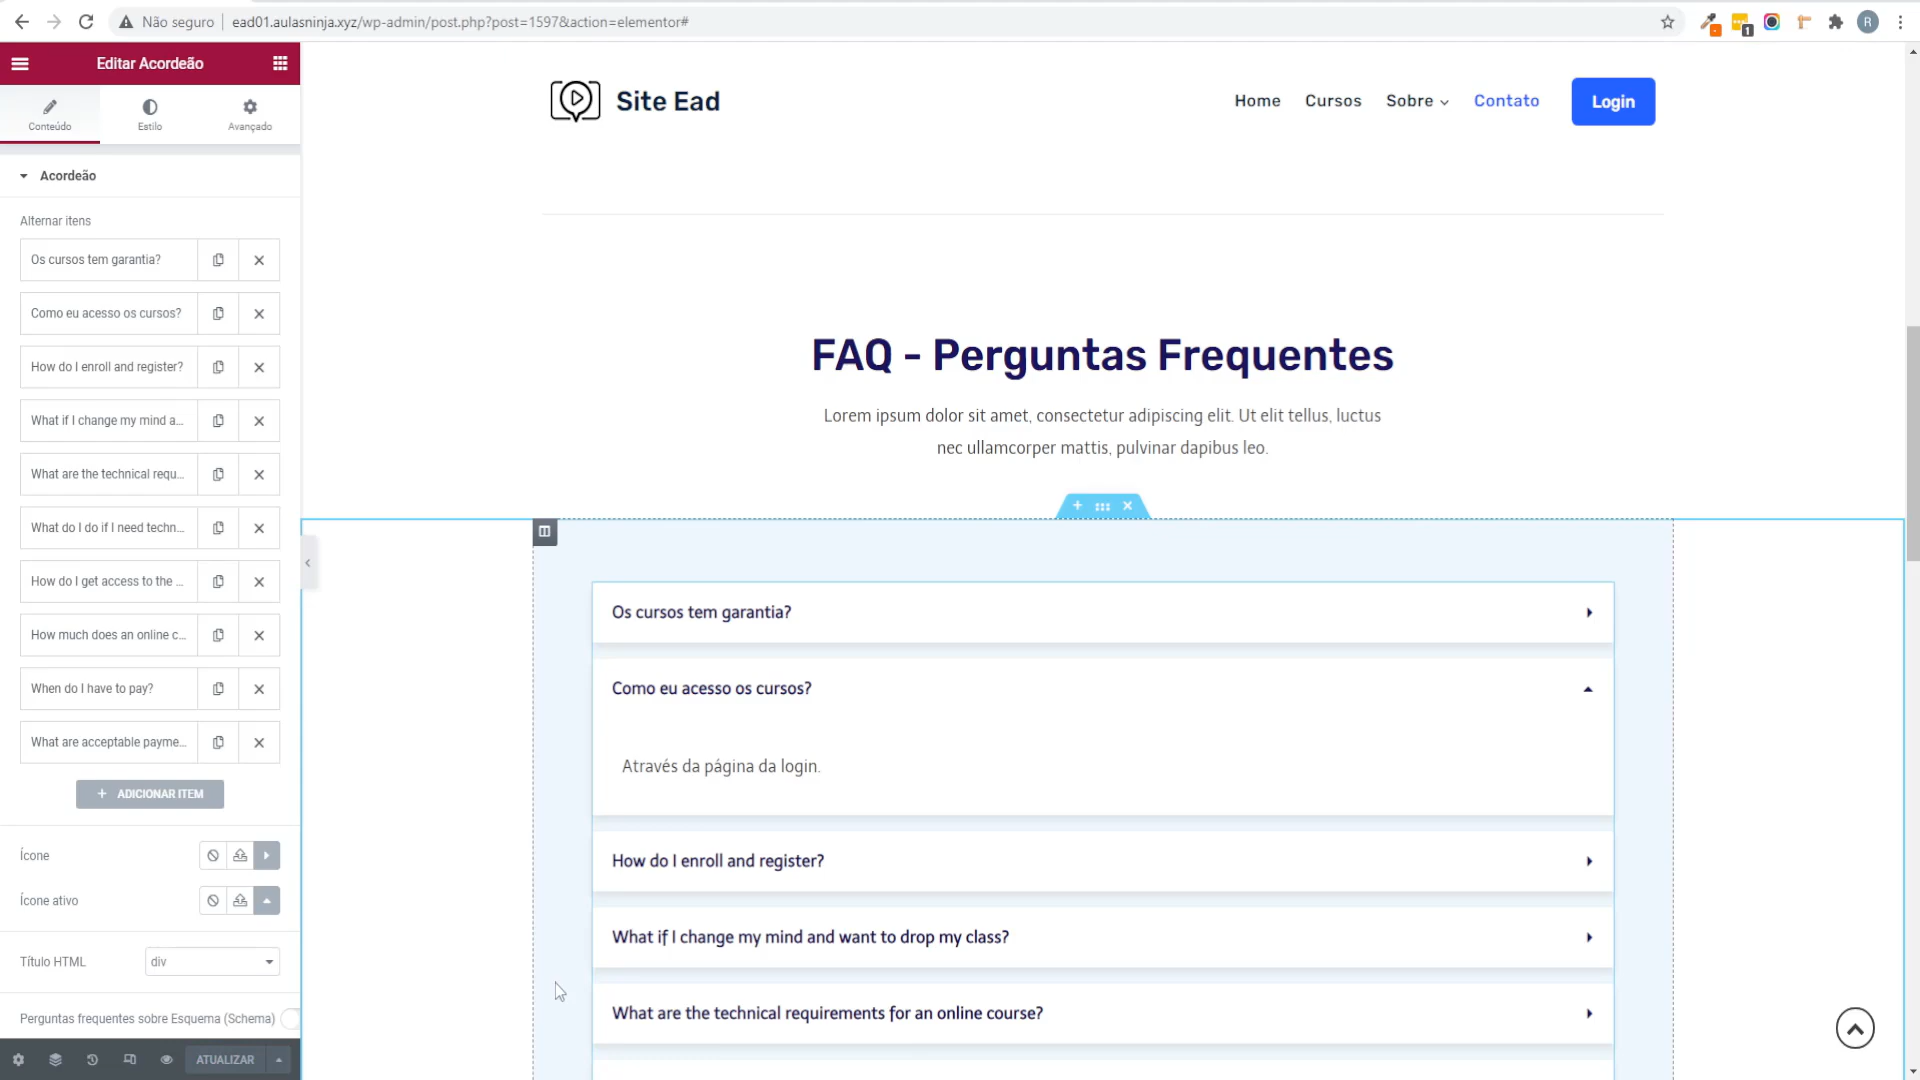 Não seguro
ead01.aulasninja.xyz/wp-admin/post.php?post=1597&action=elementor#
1
R
Editar Acordeão
Conteúdo
Estilo
Avançado
Acordeão
Alternar itens
Os cursos tem garantia?
Como eu acesso os cursos?
How do I enroll and register?
What if I change my mind a...
What are the technical requ...
What do I do if I need techn...
How do I get access to the ...
How much does an online c...
When do I have to pay?
What are acceptable payme...
+ ADICIONAR ITEM
Ícone
Ícone ativo
Título HTML
div
Perguntas frequentes sobre Esquema (Schema)
ATUALIZAR
Site Ead
Home
Cursos
Sobre
Contato
Login
FAQ - Perguntas Frequentes
Lorem ipsum dolor sit amet, consectetur adipiscing elit. Ut elit tellus, luctus
nec ullamcorper mattis, pulvinar dapibus leo.
Os cursos tem garantia?
Como eu acesso os cursos?
Através da página da login.
How do I enroll and register?
What if I change my mind and want to drop my class?
What are the technical requirements for an online course?